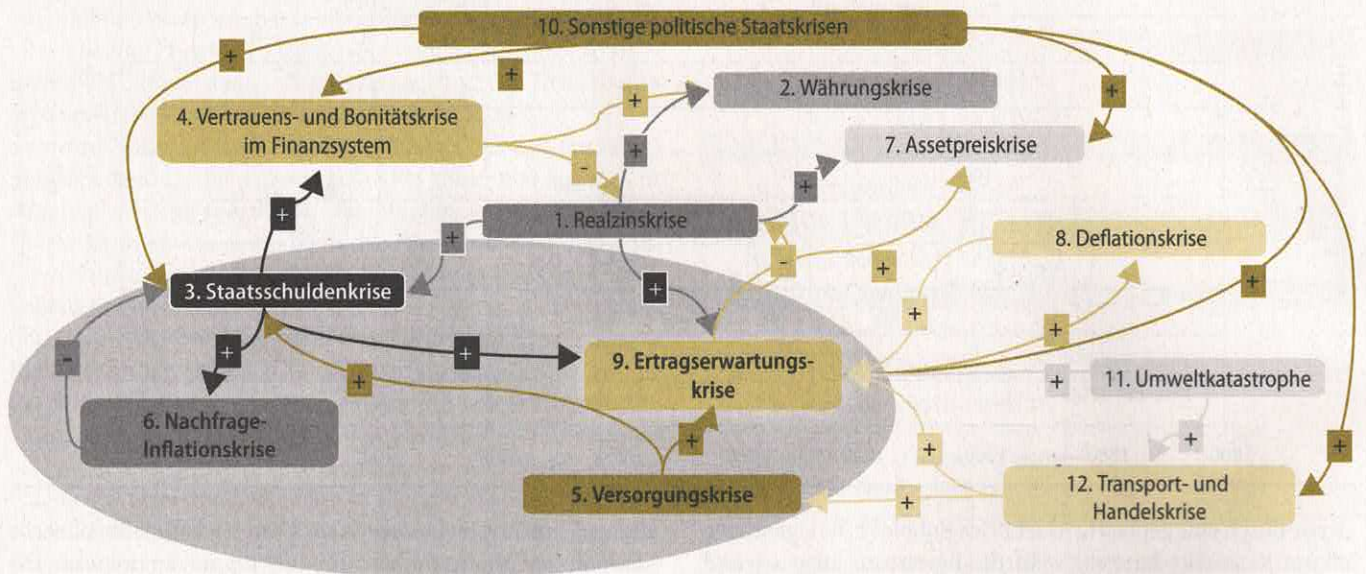 10. Sonstige politische Staatskrisen
+
+
2. Währungskrise
+
+
4. Vertrauens- und Bonitätskrise
im Finanzsystem
+
7. Assetpreiskrise
-
+
+
1. Realzinskrise
+
8. Deflationskrise
-
+
+
3. Staatsschuldenkrise
+
+
+
+
+
-
9. Ertragserwartungs-
krise
+
+
11. Umweltkatastrophe
6. Nachfrage-
Inflationskrise
+
+
+
+
5. Versorgungskrise
+
12. Transport- und
Handelskrise